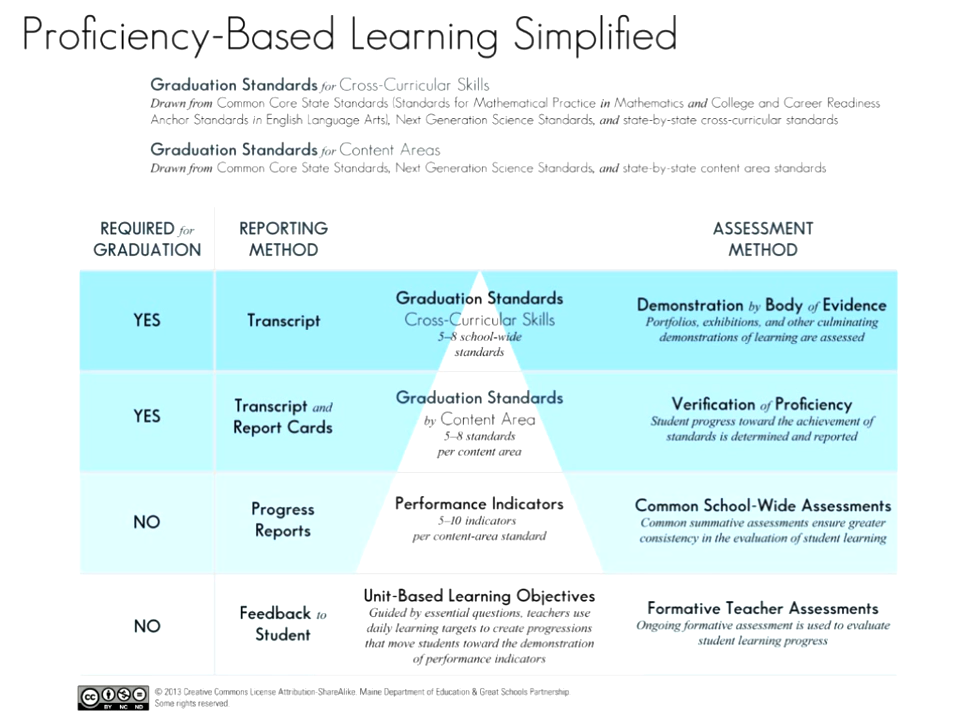 Proficiency-Based Learning Simplified
Graduation Standards for Cross-Curricular Skills
Drawn from Common Core State Standards (Standards for Mathematical Practice in Mathematics and College and Career Readiness
Anchor Standards in English Language Arts), Next Generation Science Standards, and state-by-state cross-curricular standards
Graduation Standards for Content Areas
Drawn from Common Core State Standards, Next Generation Science Standards, and state-by-state content area standards
REQUIRED for
GRADUATION
REPORTING
METHOD
ASSESSMENT
METHOD
YES
Transcript
Graduation Standards
Cross-Curricular Skills
5–8 school-wide
standards
Demonstration by Body of Evidence
Portfolios, exhibitions, and other culminating
demonstrations of learning are assessed
YES
Transcript and
Report Cards
Graduation Standards
by Content Area
5–8 standards
per content area
Verification of Proficiency
Student progress toward the achievement of
standards is determined and reported
NO
Progress
Reports
Performance Indicators
5–10 indicators
per content-area standard
Common School-Wide Assessments
Common summative assessments ensure greater
consistency in the evaluation of student learning
NO
Feedback to
Student
Unit-Based Learning Objectives
Guided by essential questions, teachers use
daily learning targets to create progressions
that move students toward the demonstration
of performance indicators
Formative Teacher Assessments
Ongoing formative assessment is used to evaluate
student learning progress
cc
BY NC ND
© 2013 Creative Commons License Attribution-ShareAlike. Maine Department of Education & Great Schools Partnership
Some rights reserved